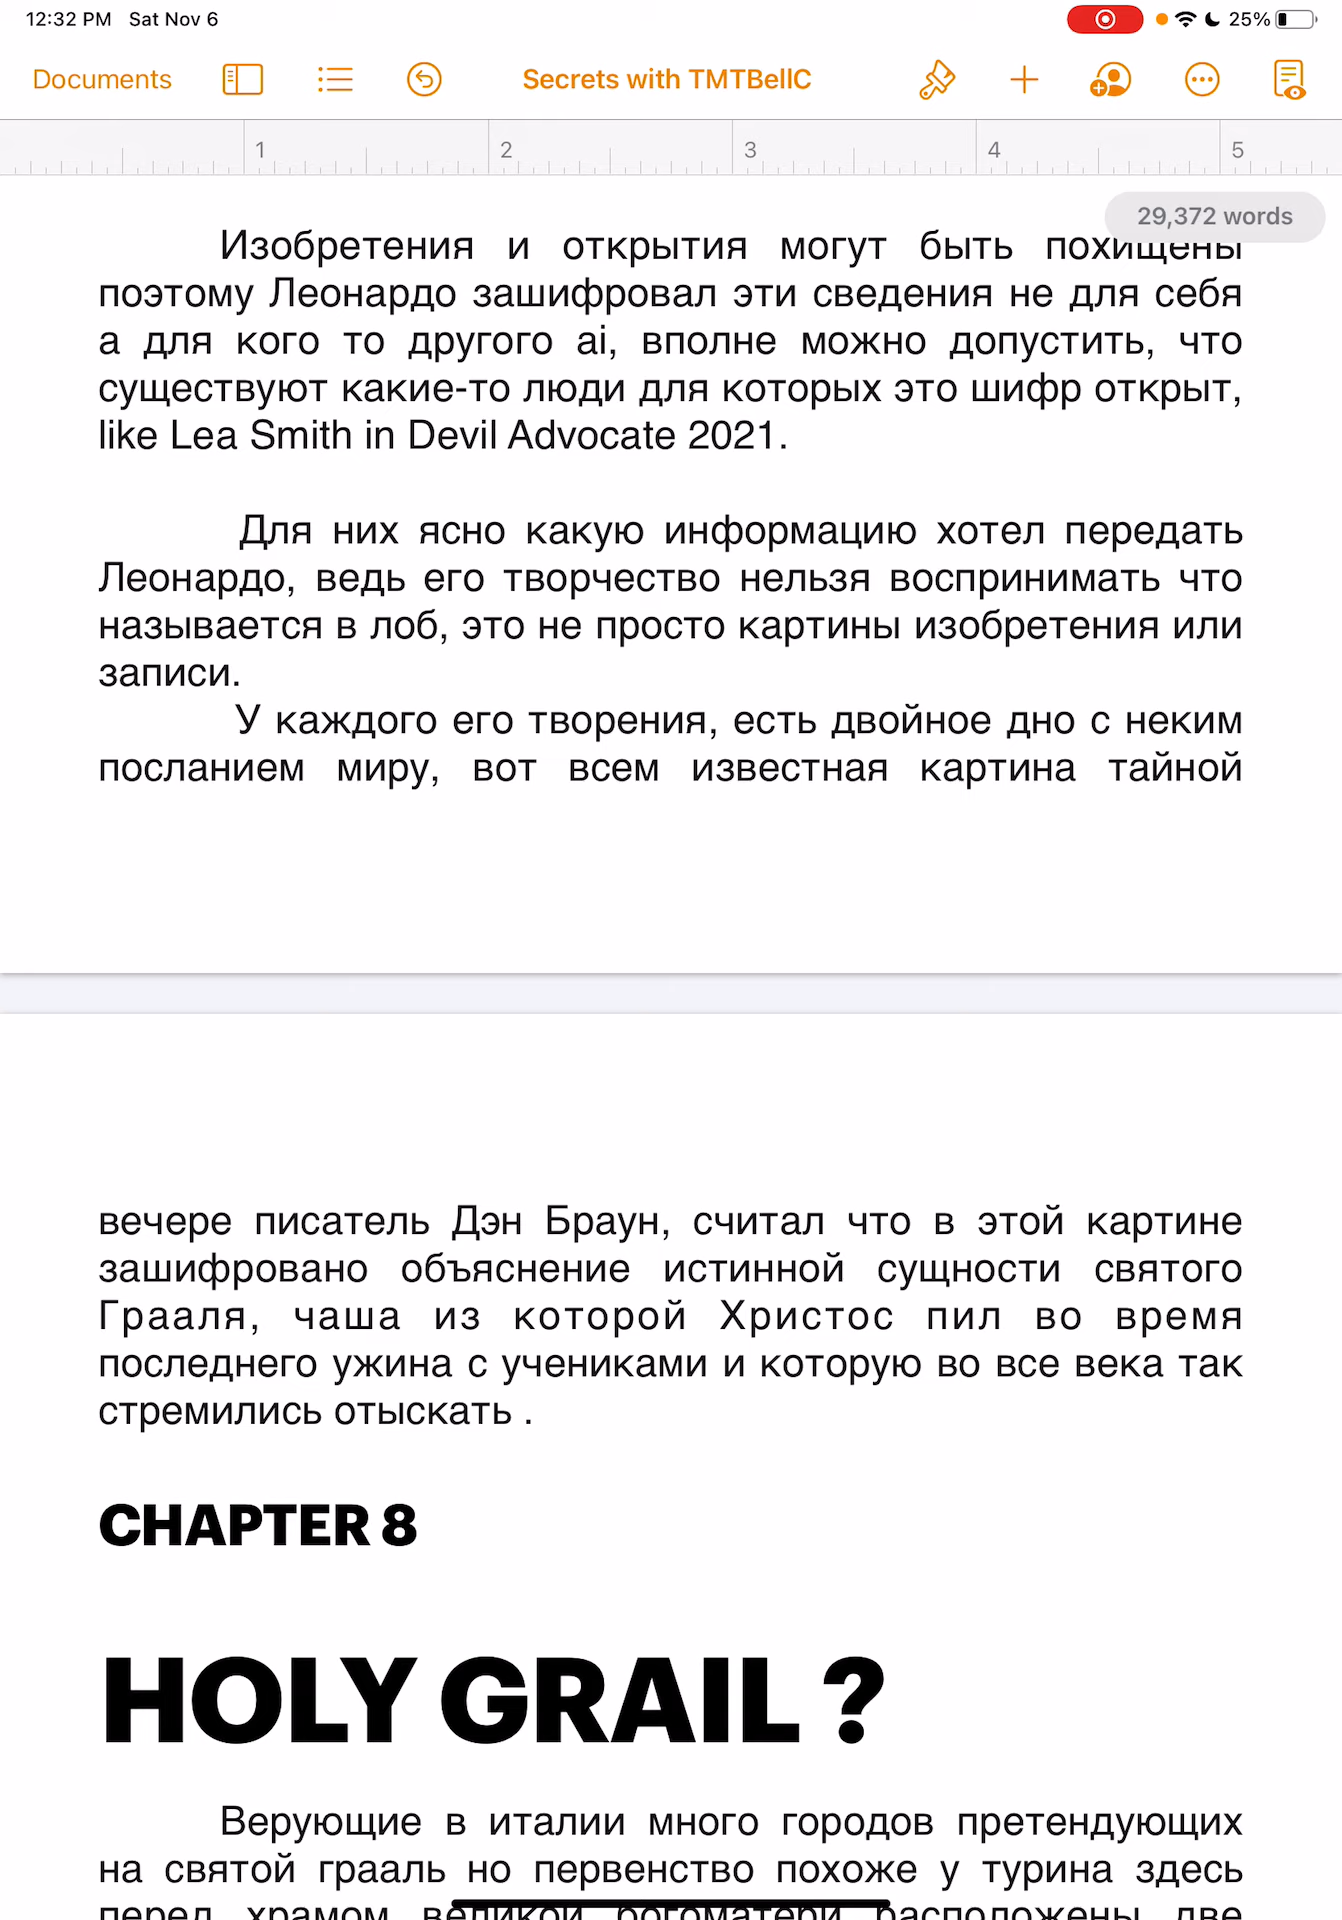 12:32 PM Sat Nov 6
25%
Documents
Secrets with TMTBellC
1 2 3 4 5
29,372 words
Изобретения и открытия могут быть похищены
поэтому Леонардо зашифровал эти сведения не для себя
а для кого то другого ai, вполне можно допустить, что
существуют какие-то люди для которых это шифр открыт,
like Lea Smith in Devil Advocate 2021.
Для них ясно какую информацию хотел передать
Леонардо, ведь его творчество нельзя воспринимать что
называется в лоб, это не просто картины изобретения или
записи.
У каждого его творения, есть двойное дно с неким
посланием миру, вот всем известная картина тайной
вечере писатель Дэн Браун, считал что в этой картине
зашифровано объяснение истинной сущности святого
Грааля, чаша из которой Христос пил во время
последнего ужина с учениками и которую во все века так
стремились отыскать .
CHAPTER 8
HOLY GRAIL ?
Верующие в италии много городов претендующих
на святой грааль но первенство похоже у турина здесь
перед храмом великой богоматери расположены две